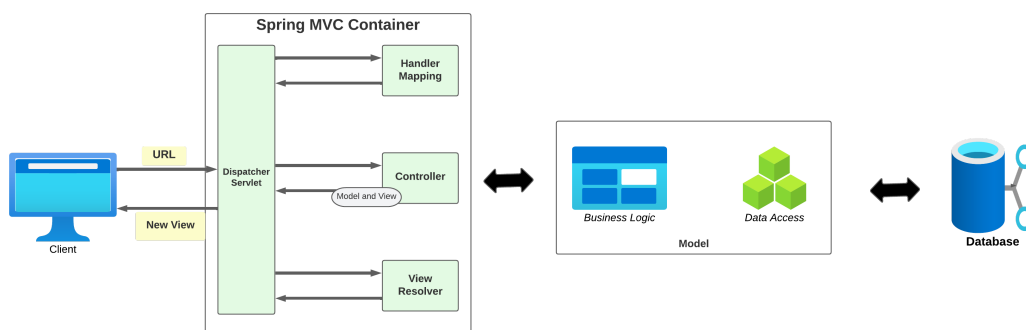 Spring MVC Container
Handler
Mapping
URL
Dispatcher
Servlet
Controller
Model and View
New View
Client
View
Resolver
Business Logic
Data Access
Model
Database